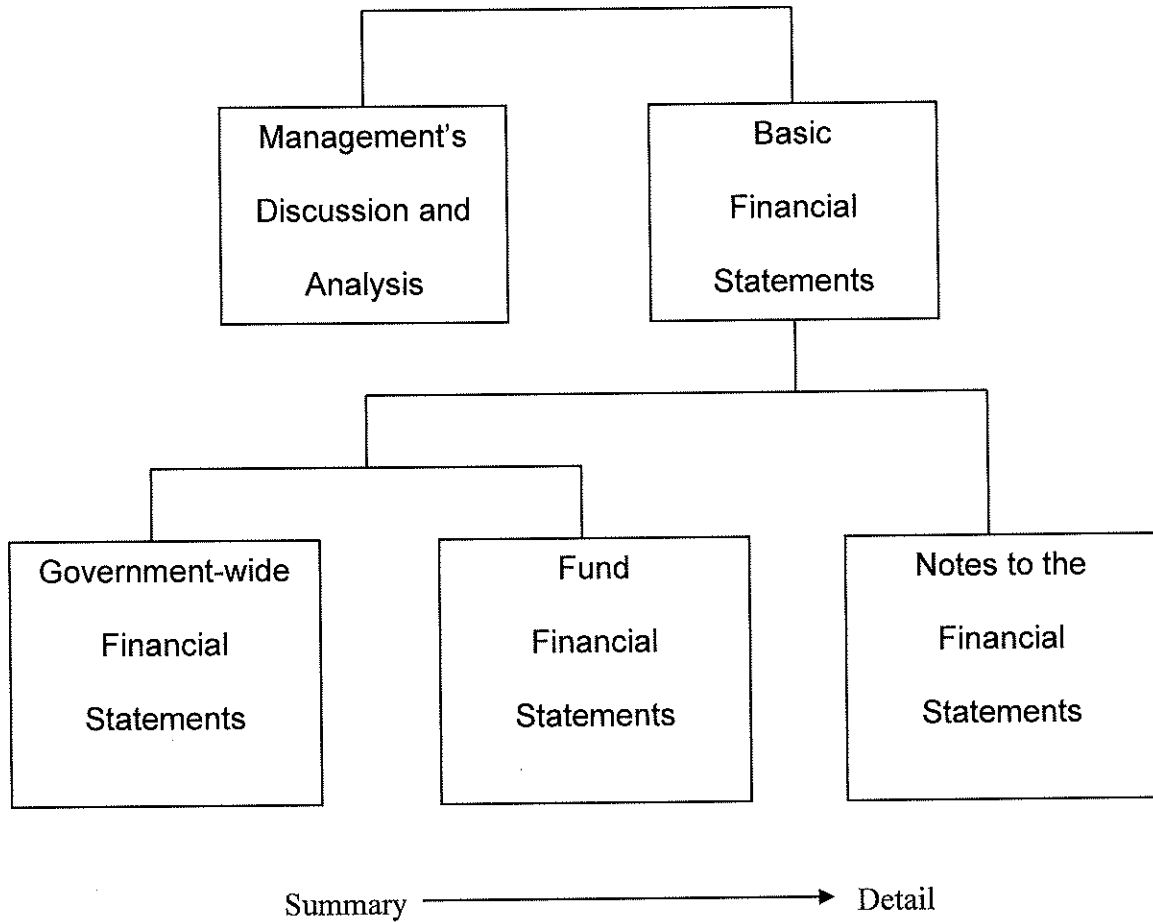 Management's
Discussion and
Analysis
Basic
Financial
Statements
Government-wide
Financial
Statements
Fund
Financial
Statements
Notes to the
Financial
Statements
Summary
Detail